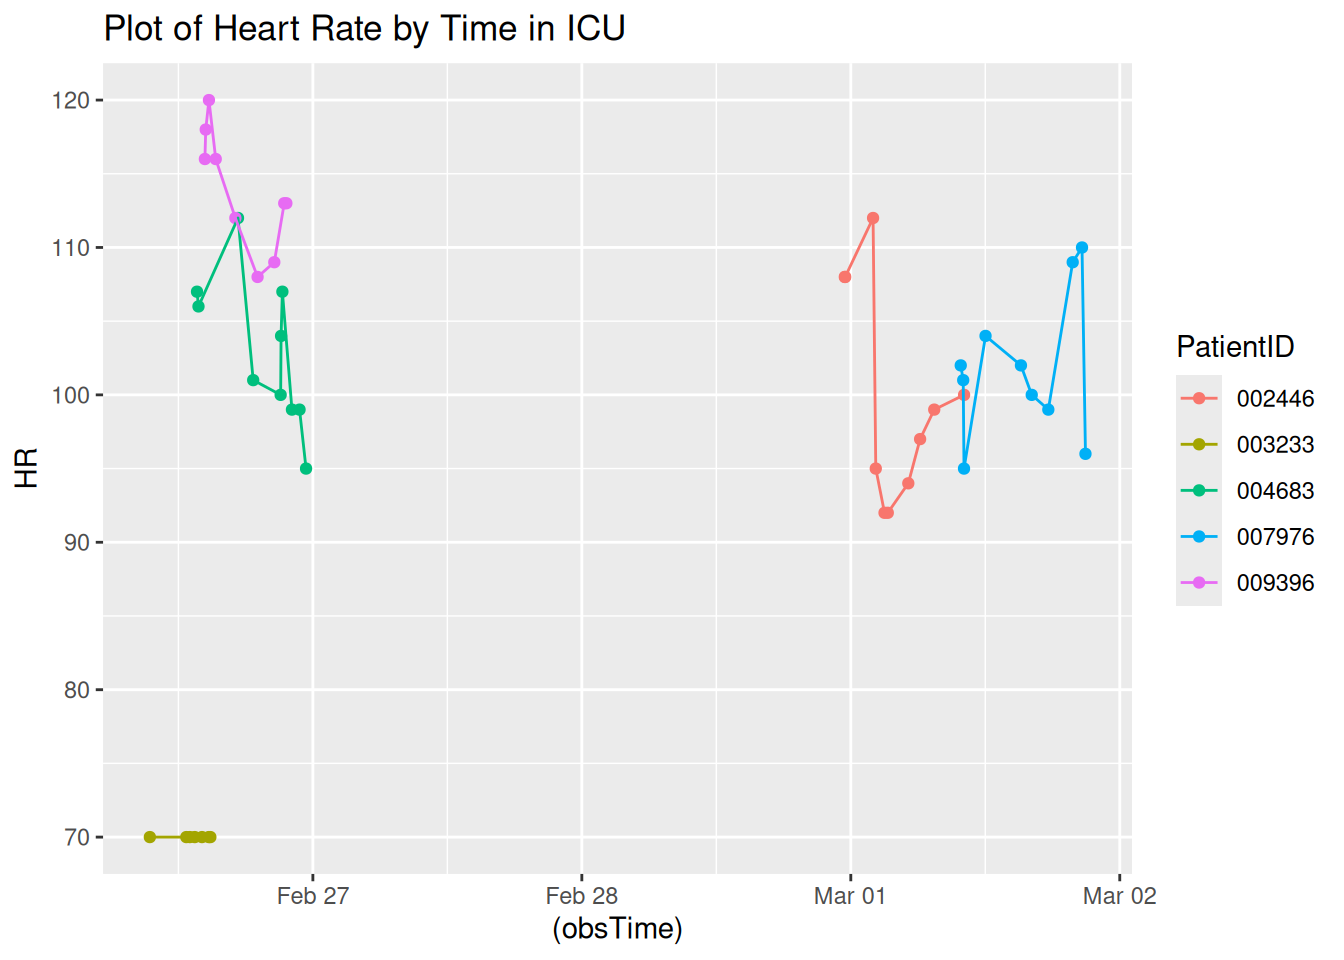 Plot of Heart Rate by Time in ICU
120
110
100
90
80
70
HR
Feb 27
Feb 28
Mar 01
Mar 02
(obsTime)
PatientID
002446
003233
004683
007976
009396